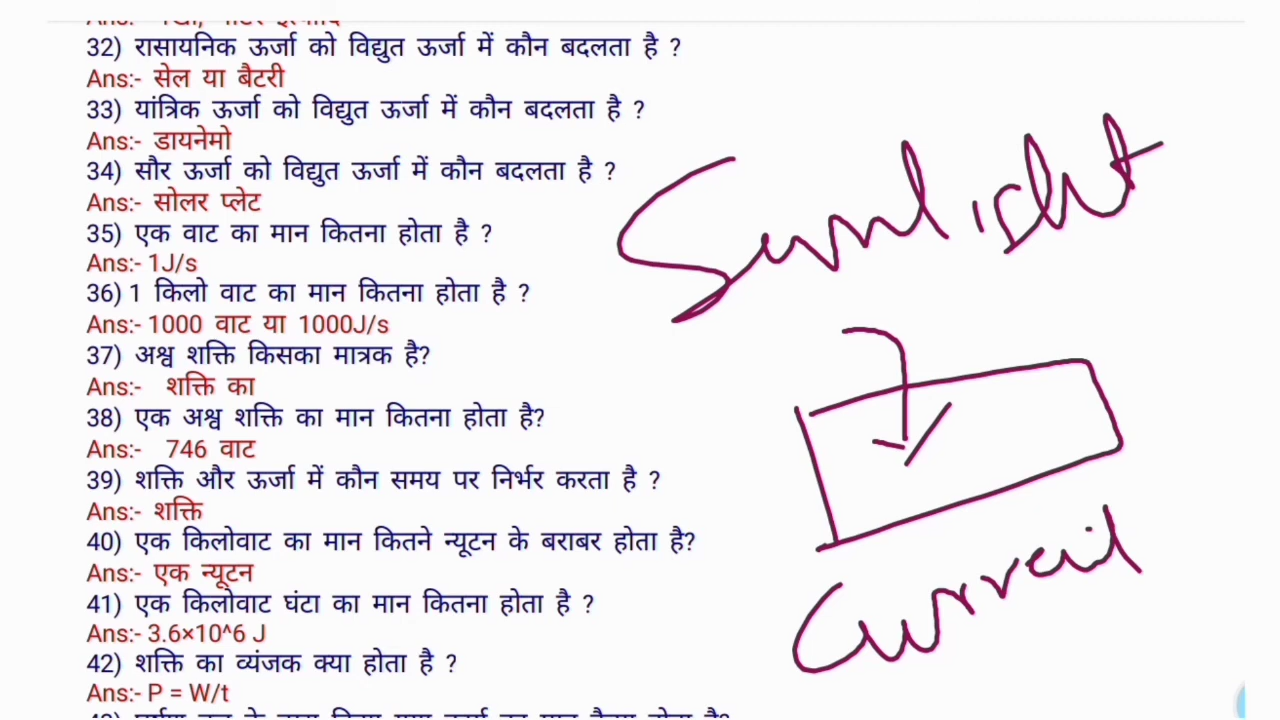 32) रासायनिक ऊर्जा को विद्युत ऊर्जा में कौन बदलता है ?
Ans:- सेल या बैटरी
33) यांत्रिक ऊर्जा को विद्युत ऊर्जा में कौन बदलता है ?
Ans:- डायनेमो
34) सौर ऊर्जा को विद्युत ऊर्जा में कौन बदलता है ?
Ans:- सोलर प्लेट
35) एक वाट का मान कितना होता है ?
Ans:- 1J/s
36) 1 किलो वाट का मान कितना होता है ?
Ans:- 1000 वाट या 1000J/s
37) अश्व शक्ति किसका मात्रक है?
Ans:- शक्ति का
38) एक अश्व शक्ति का मान कितना होता है?
Ans:- 746 वाट
39) शक्ति और ऊर्जा में कौन समय पर निर्भर करता है ?
Ans:- शक्ति
40) एक किलोवाट का मान कितने न्यूटन के बराबर होता है?
Ans:- एक न्यूटन
41) एक किलोवाट घंटा का मान कितना होता है ?
Ans:- 3.6×10^6 J
42) शक्ति का व्यंजक क्या होता है ?
Ans:- P = W/t
Sunlight